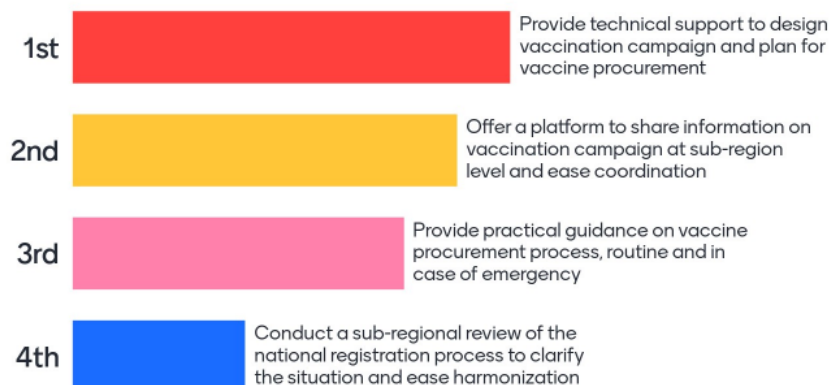 1st
Provide technical support to design
vaccination campaign and plan for
vaccine procurement
2nd
Offer a platform to share information on
vaccination campaign at sub-region
level and ease coordination
3rd
Provide practical guidance on vaccine
procurement process, routine and in
case of emergency
4th
Conduct a sub-regional review of the
national registration process to clarify
the situation and ease harmonization